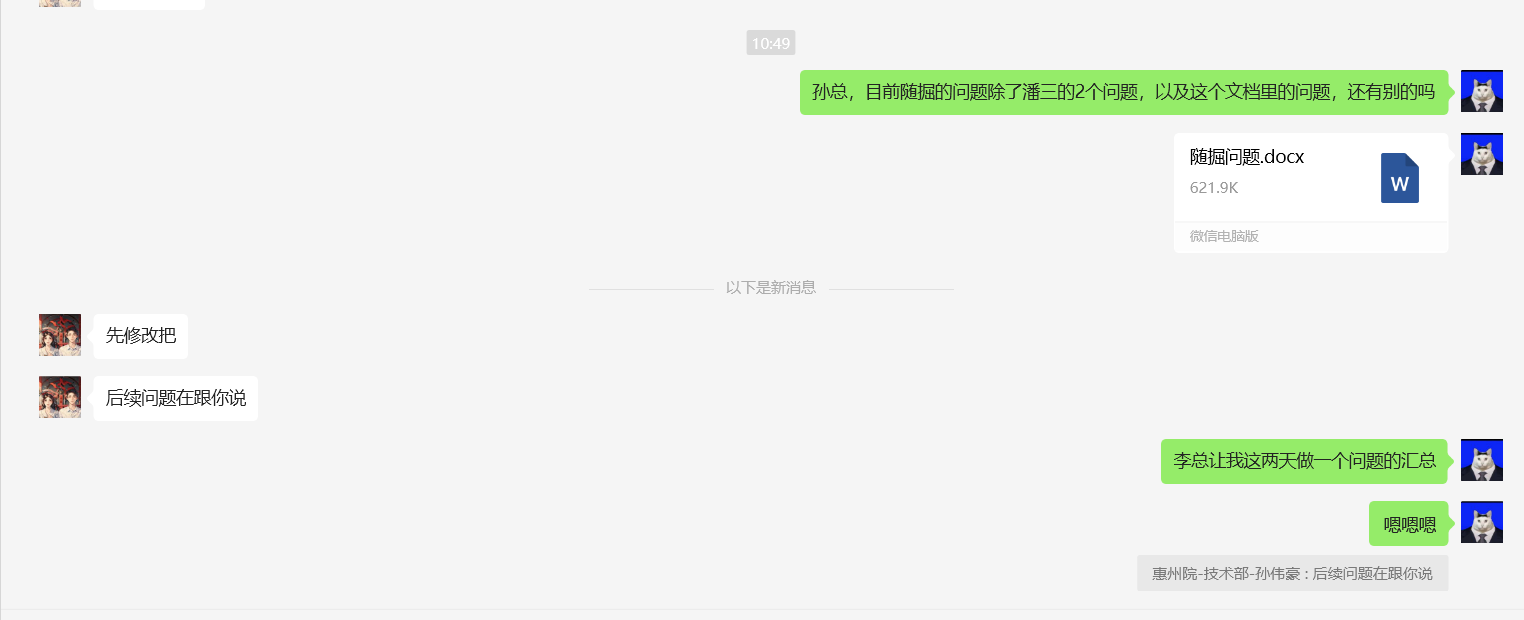 10:49
孙总，目前随掘的问题除了潘三的2个问题，以及这个文档里的问题，还有别的吗
随掘问题.docx
621.9K
W
微信电脑版
以下是新消息
先修改把
后续问题在跟你说
李总让我这两天做一个问题的汇总
嗯嗯嗯
惠州院-技术部-孙伟豪 : 后续问题在跟你说